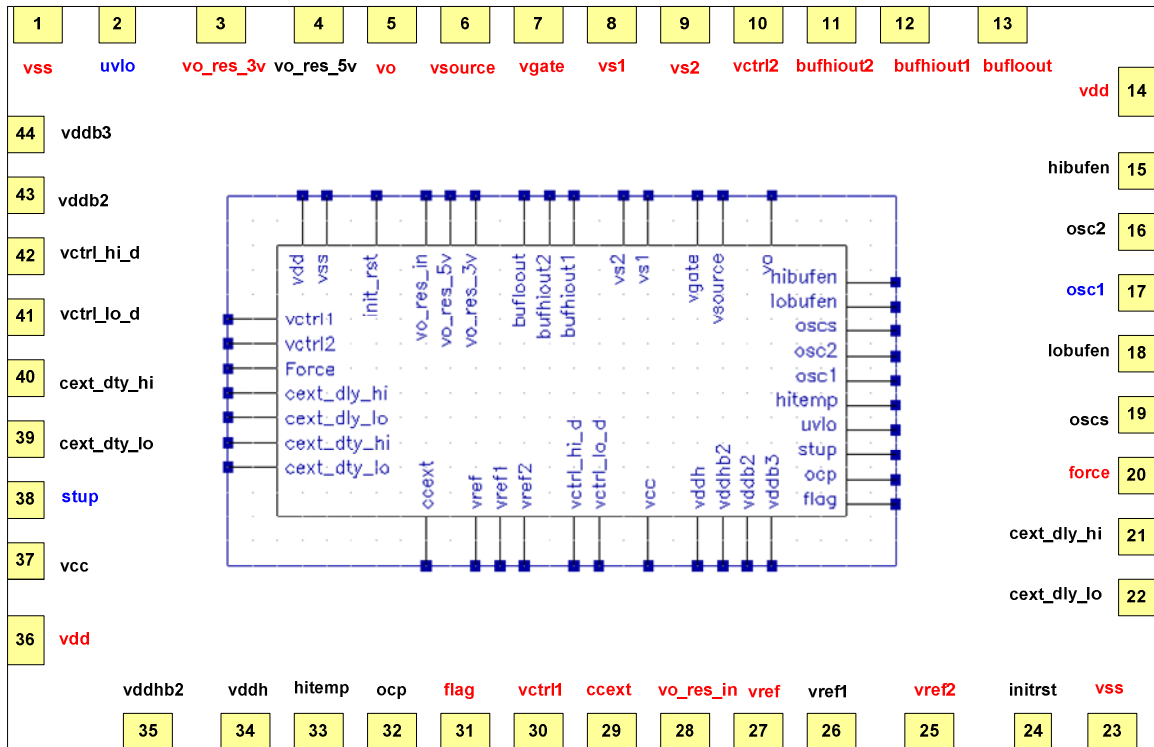 1 2 3 4 5 6 7 8 9 10 11 12 13
vss uvlo vo_res_3v vo_res_5v vo vsource vgate vs1 vs2 vctrl2 bufhiout2 bufhiout1 bufloout
vdd 14
44 vddb3
hibufen 15
43 vddb2
osc2 16
42 vctrl_hi_d
osc1 17
41 vctrl_lo_d
lobufen 18
40 cext_dty_hi
oscs 19
39 cext_dty_lo
force 20
38 stup
cext_dly_hi 21
37 vcc
cext_dly_lo 22
36 vdd
vdd vss init_rst vo_res_in vo_res_5v vo_res_3v bufloout bufhiout2 bufhiout1 vs2 vs1 vgate vsource vo
vctrl1
vctrl2
Force
cext_dly_hi
cext_dly_lo
cext_dty_hi
cext_dty_lo
hibufen
lobufen
oscs
osc2
osc1
hitemp
uvlo
stup
ocp
flag
ccext vref vref1 vref2 vctrl_hi_d vctrl_lo_d vcc vddh vddhb2 vddb2 vddb3
vddhb2 vddh hitemp ocp flag vctrl1 ccext vo_res_in vref vref1 vref2 initrst vss
35 34 33 32 31 30 29 28 27 26 25 24 23